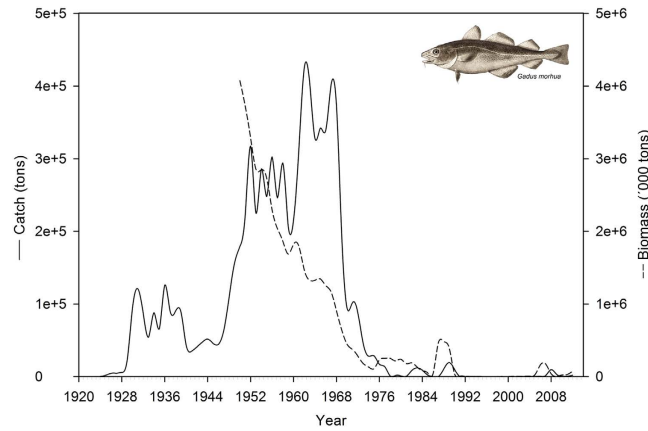 5e+5
4e+5
3e+5
2e+5
1e+5
0
— Catch (tons)
5e+6
4e+6
3e+6
2e+6
1e+6
0
-- Biomass (´000 tons)
Gadus morhua
1920 1928 1936 1944 1952 1960 1968 1976 1984 1992 2000 2008
Year